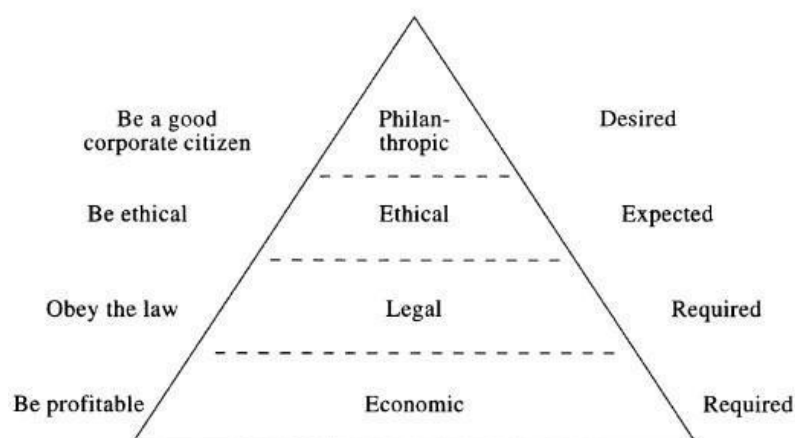 Be a good
corporate citizen
Philan-
thropic
Desired
Be ethical
Ethical
Expected
Obey the law
Legal
Required
Be profitable
Economic
Required